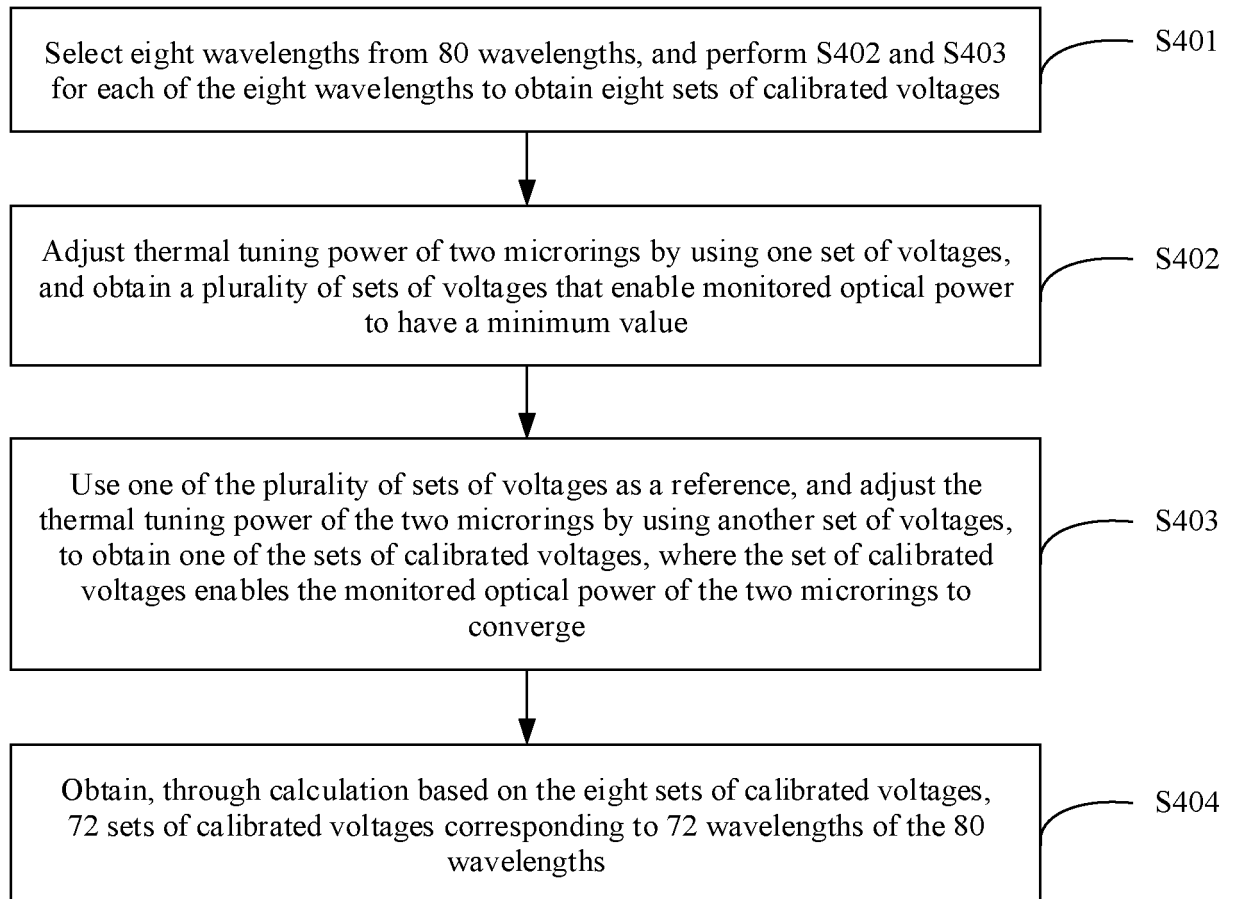 Select eight wavelengths from 80 wavelengths, and perform S402 and S403
for each of the eight wavelengths to obtain eight sets of calibrated voltages
S401
Adjust thermal tuning power of two microrings by using one set of voltages,
and obtain a plurality of sets of voltages that enable monitored optical power
to have a minimum value
S402
Use one of the plurality of sets of voltages as a reference, and adjust the
thermal tuning power of the two microrings by using another set of voltages,
to obtain one of the sets of calibrated voltages, where the set of calibrated
voltages enables the monitored optical power of the two microrings to
converge
S403
Obtain, through calculation based on the eight sets of calibrated voltages,
72 sets of calibrated voltages corresponding to 72 wavelengths of the 80
wavelengths
S404